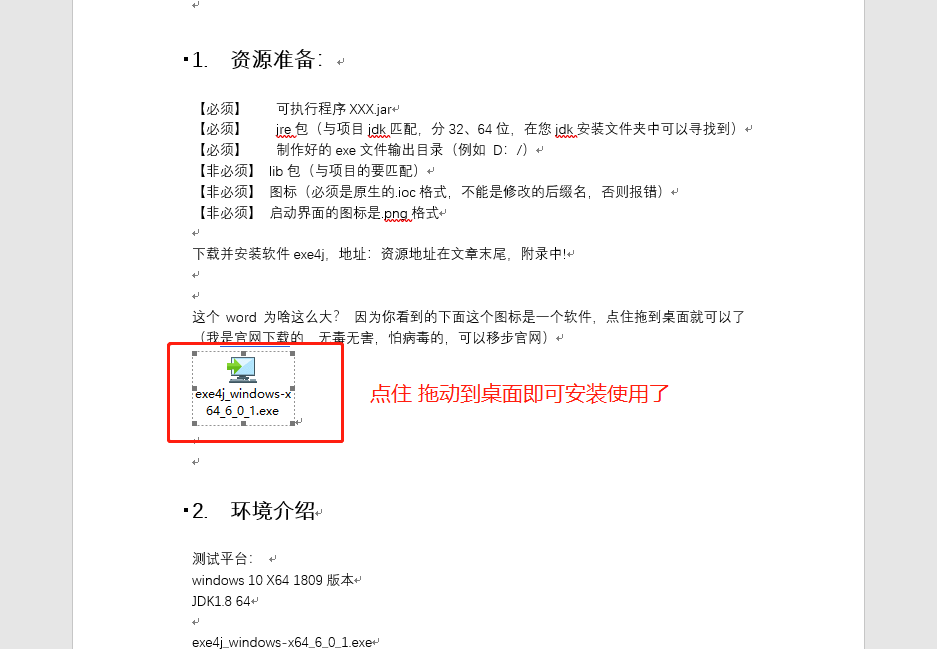 1. 资源准备：
【必须】 可执行程序 XXX.jar
【必须】 jre 包（与项目 jdk 匹配，分 32、64 位，在您 jdk 安装文件夹中可以寻找到）
【必须】 制作好的 exe 文件输出目录（例如 D：/）
【非必须】 lib 包（与项目的要匹配）
【非必须】 图标（必须是原生的.ioc 格式，不能是修改的后缀名，否则报错）
【非必须】 启动界面的图标是.png 格式
下载并安装软件 exe4j，地址：资源地址在文章末尾，附录中!
这个 word 为啥这么大？ 因为你看到的下面这个图标是一个软件，点住拖到桌面就可以了
（我是官网下载的，无毒无害，怕病毒的，可以移步官网）
exe4j_windows-x
64_6_0_1.exe
点住 拖动到桌面即可安装使用了
2. 环境介绍
测试平台：
windows 10 X64 1809 版本
JDK1.8 64
exe4j_windows-x64_6_0_1.exe